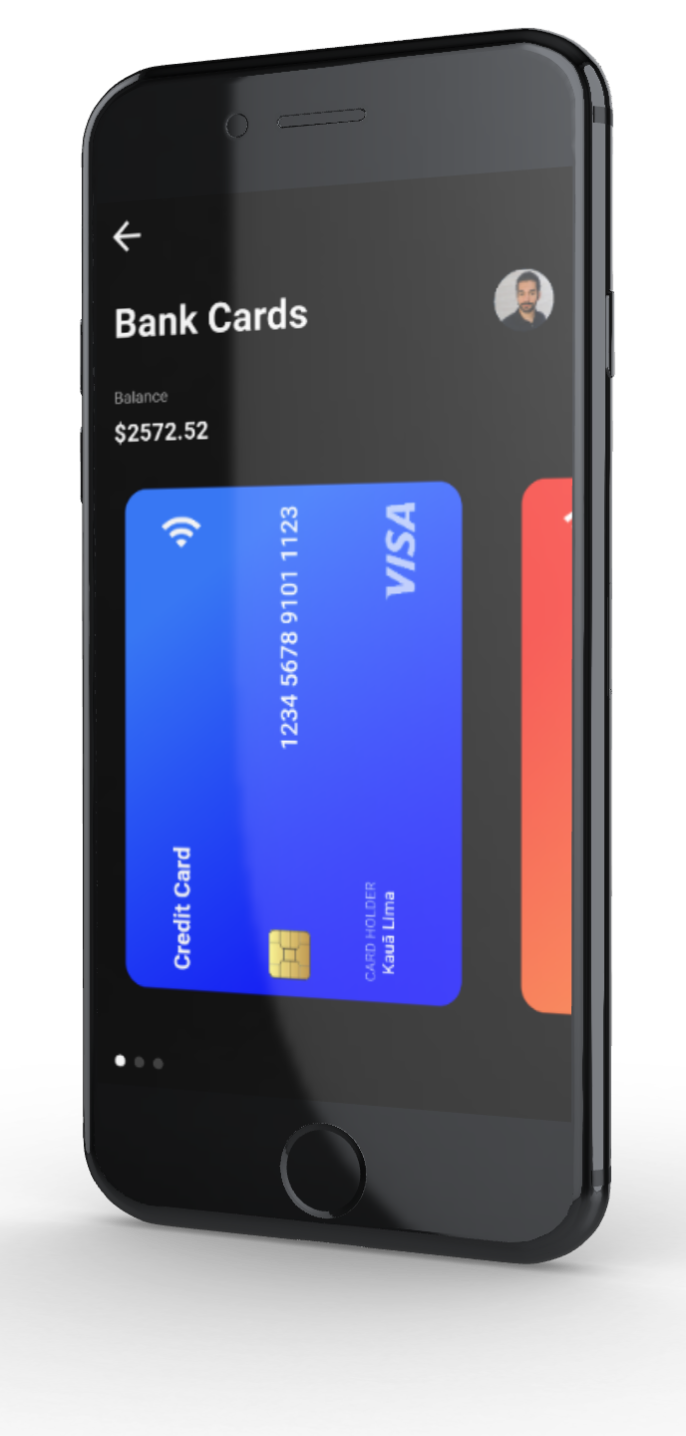 Bank Cards
Balance
$2572.52
Credit Card
1234 5678 9101 1123
CARD HOLDER
Kauã Lima
VISA